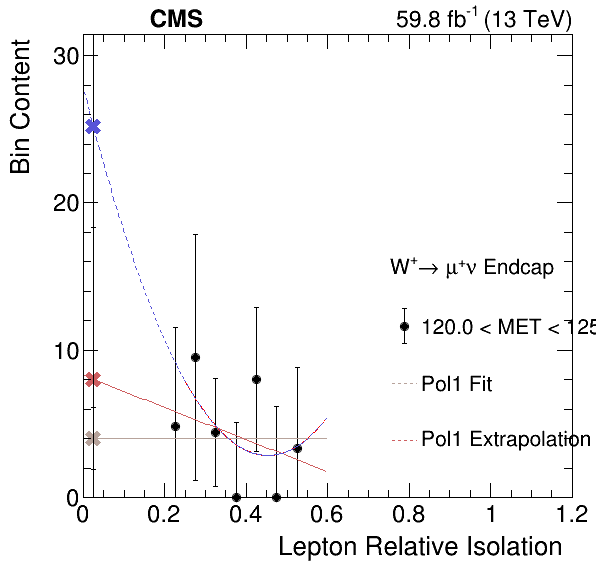 CMS
59.8 fb⁻¹ (13 TeV)
Bin Content
30
20
10
0
W⁺→ μ⁺ν Endcap
120.0 < MET < 125
Pol1 Fit
Pol1 Extrapolation
0 0.2 0.4 0.6 0.8 1 1.2
Lepton Relative Isolation